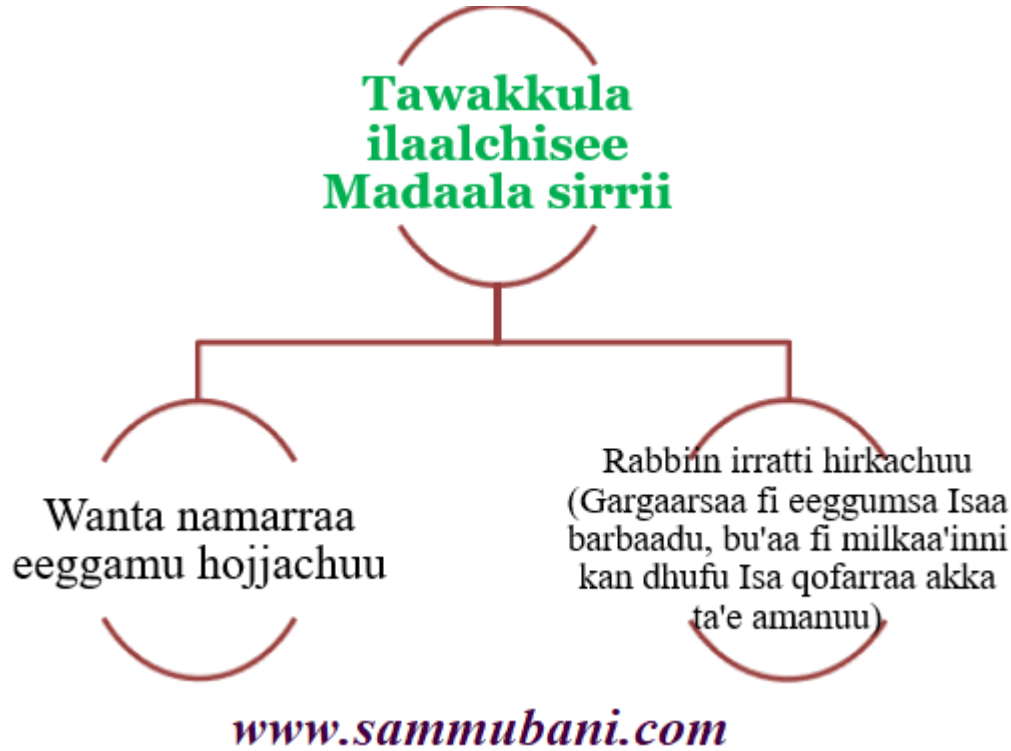 Tawakkula
ilaalchisee
Madaala sirrii
Wanta namarraa
eeggamu hojjachuu
Rabbiin irratti hirkachuu
(Gargaarsaa fi eeggumsa Isaa
barbaadu, bu'aa fi milkaa'inni
kan dhufu Isa qofarraa akka
ta'e amanuu)
www.sammubani.com